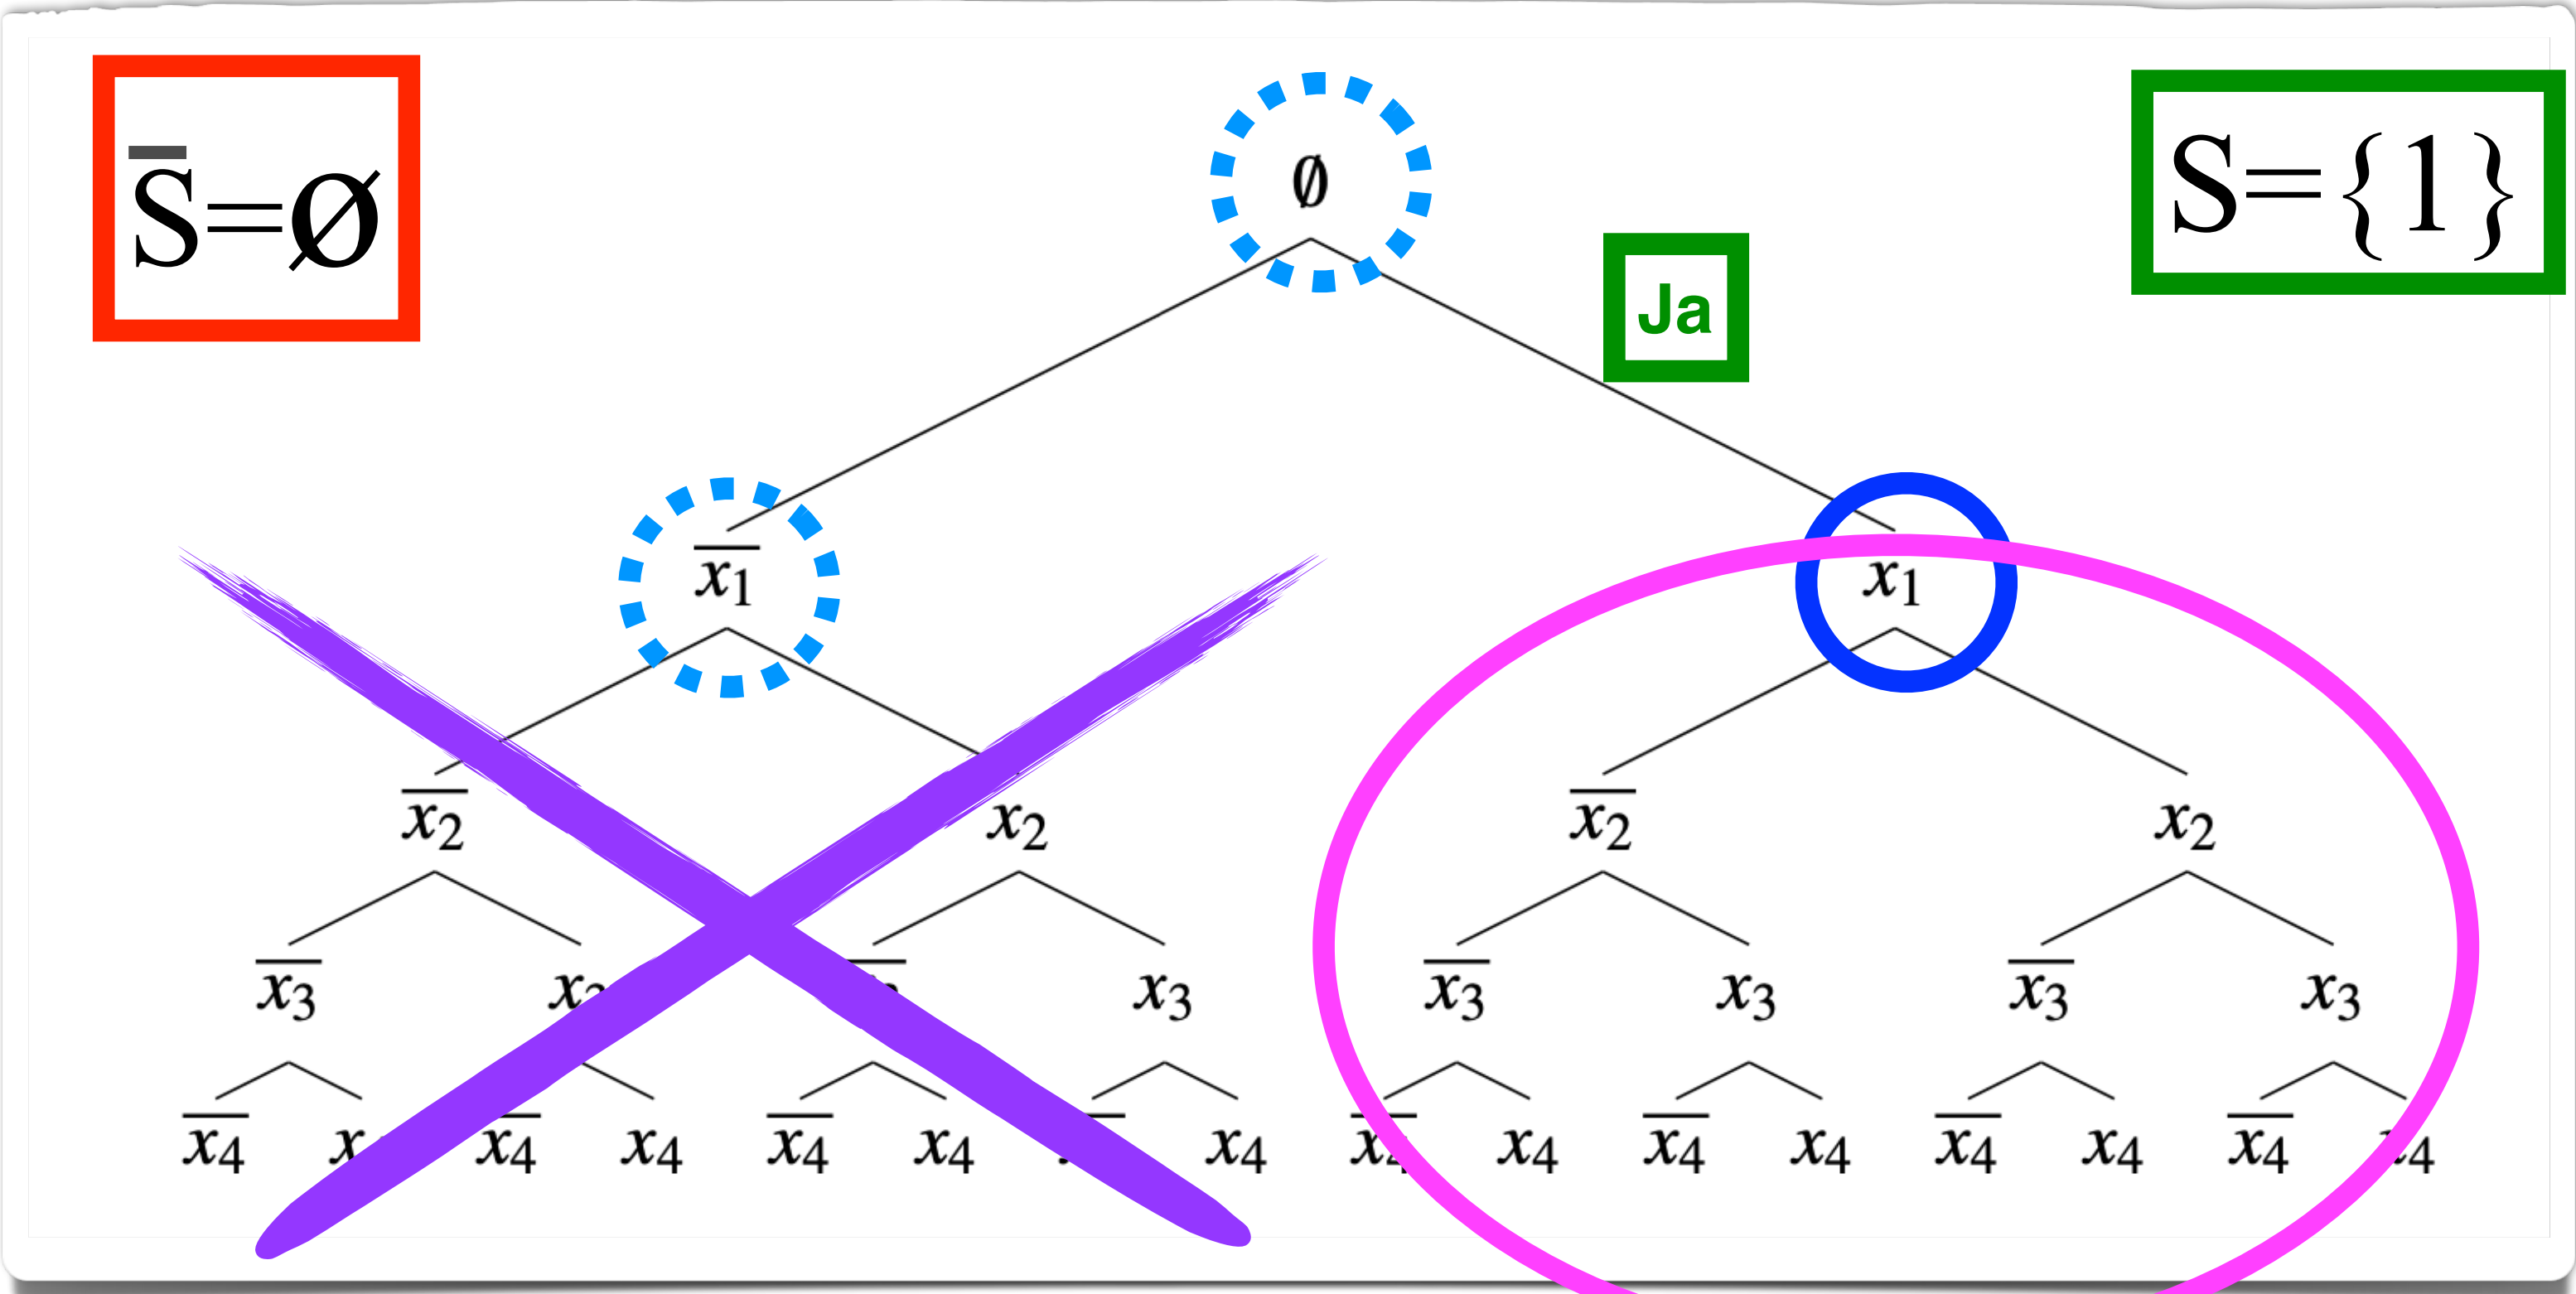 S̅=Ø ∅ S={1}
Ja
x̅₁ x₁
x̅₂ x₂ x̅₂ x₂
x̅₃ x₃ x̅₃ x₃ x̅₃ x₃
x̅₄ x̅₄ x₄ x̅₄ x₄ x₄ x̅₄ x₄ x̅₄ x₄ x̅₄ x₄ x̅₄